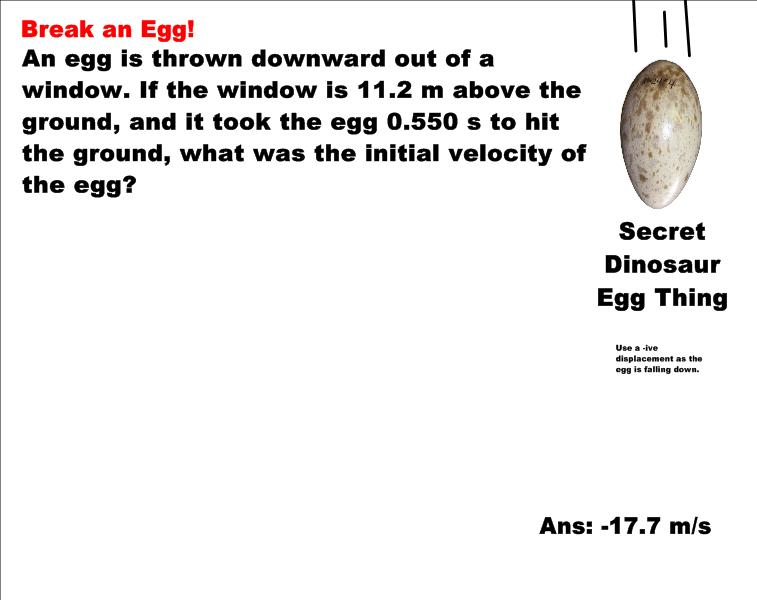 Break an Egg!
An egg is thrown downward out of a
window. If the window is 11.2 m above the
ground, and it took the egg 0.550 s to hit
the ground, what was the initial velocity of
the egg?
Secret
Dinosaur
Egg Thing
Use a -ive
displacement as the
egg is falling down.
Ans: -17.7 m/s